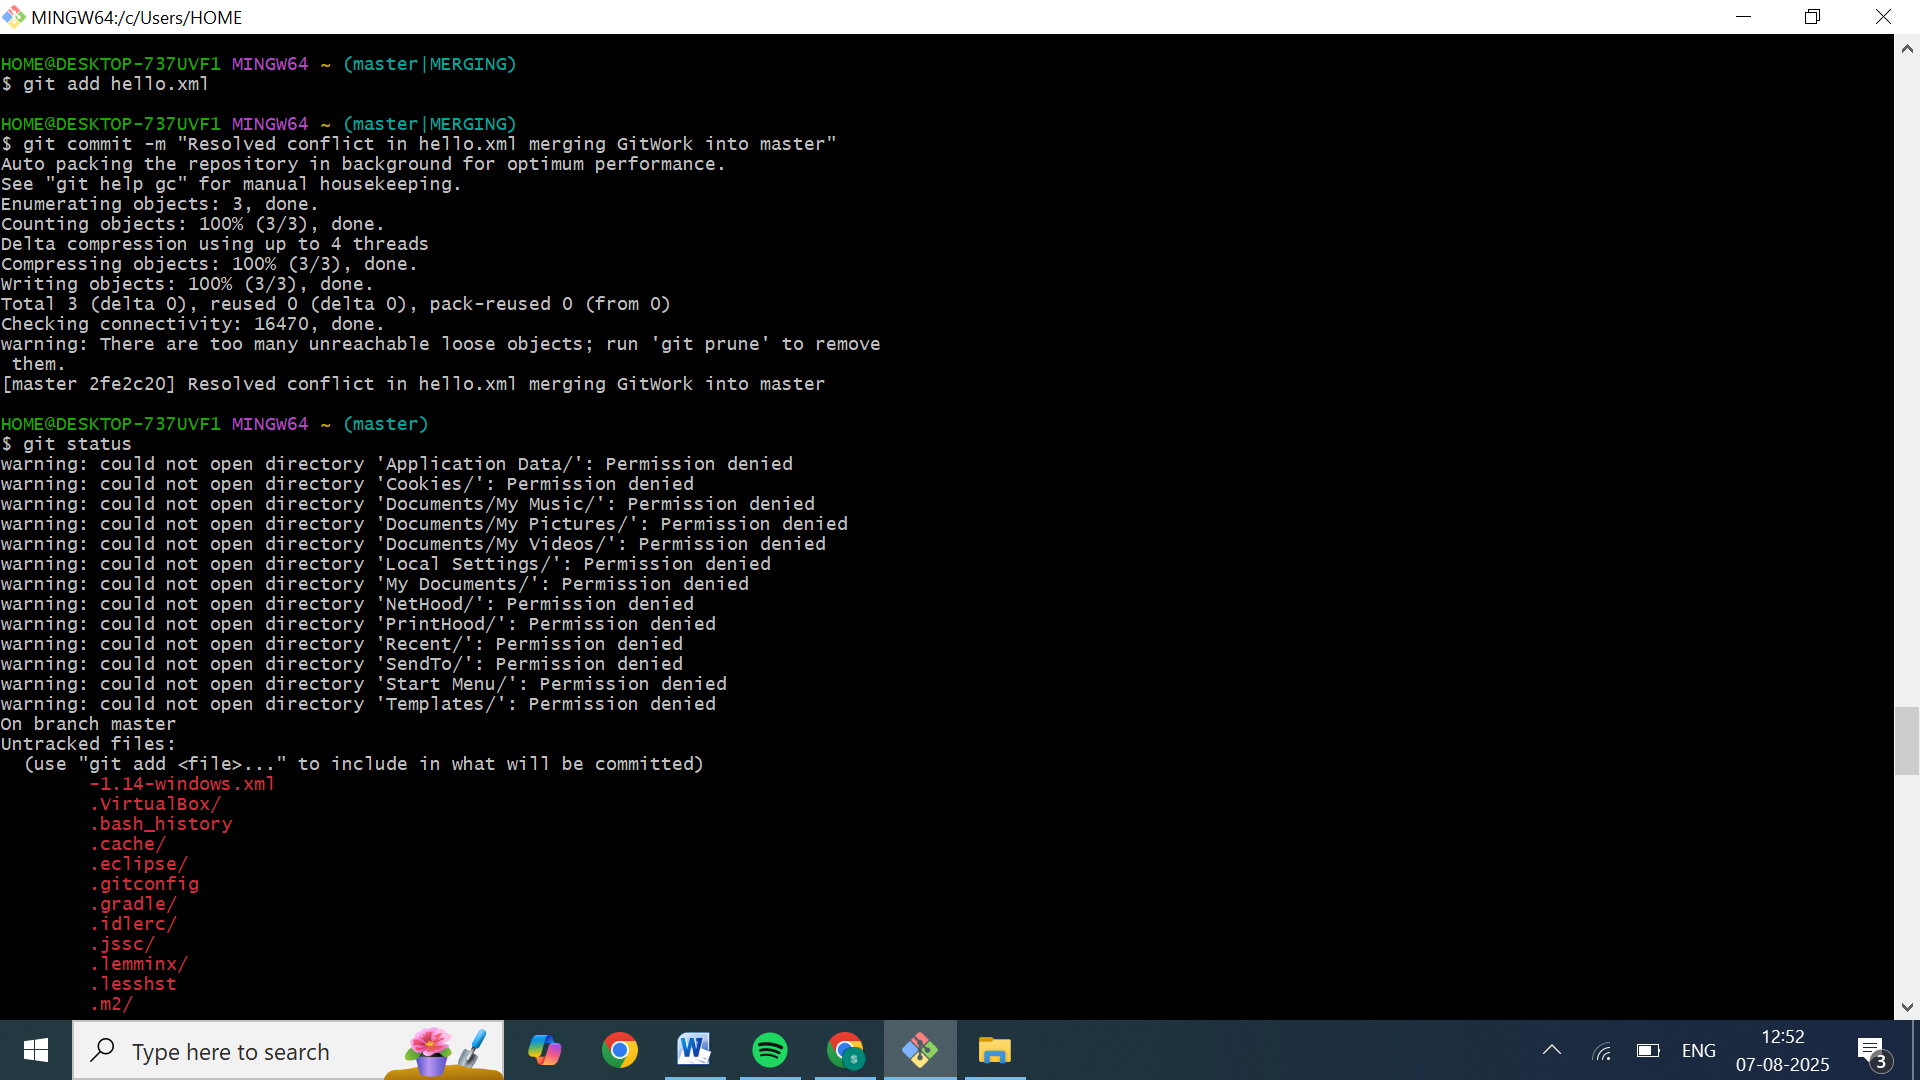 MINGW64:/c/Users/HOME
HOME@DESKTOP-737UVF1 MINGW64 ~ (master|MERGING)
$ git add hello.xml
HOME@DESKTOP-737UVF1 MINGW64 ~ (master|MERGING)
$ git commit -m "Resolved conflict in hello.xml merging GitWork into master"
Auto packing the repository in background for optimum performance.
See "git help gc" for manual housekeeping.
Enumerating objects: 3, done.
Counting objects: 100% (3/3), done.
Delta compression using up to 4 threads
Compressing objects: 100% (3/3), done.
Writing objects: 100% (3/3), done.
Total 3 (delta 0), reused 0 (delta 0), pack-reused 0 (from 0)
Checking connectivity: 16470, done.
warning: There are too many unreachable loose objects; run 'git prune' to remove
 them.
[master 2fe2c20] Resolved conflict in hello.xml merging GitWork into master
HOME@DESKTOP-737UVF1 MINGW64 ~ (master)
$ git status
warning: could not open directory 'Application Data/': Permission denied
warning: could not open directory 'Cookies/': Permission denied
warning: could not open directory 'Documents/My Music/': Permission denied
warning: could not open directory 'Documents/My Pictures/': Permission denied
warning: could not open directory 'Documents/My Videos/': Permission denied
warning: could not open directory 'Local Settings/': Permission denied
warning: could not open directory 'My Documents/': Permission denied
warning: could not open directory 'NetHood/': Permission denied
warning: could not open directory 'PrintHood/': Permission denied
warning: could not open directory 'Recent/': Permission denied
warning: could not open directory 'SendTo/': Permission denied
warning: could not open directory 'Start Menu/': Permission denied
warning: could not open directory 'Templates/': Permission denied
On branch master
Untracked files:
  (use "git add <file>..." to include in what will be committed)
        -1.14-windows.xml
        .VirtualBox/
        .bash_history
        .cache/
        .eclipse/
        .gitconfig
        .gradle/
        .idlerc/
        .jssc/
        .lemminx/
        .lesshst
        .m2/
Type here to search
W
$
ENG
12:52
07-08-2025
3